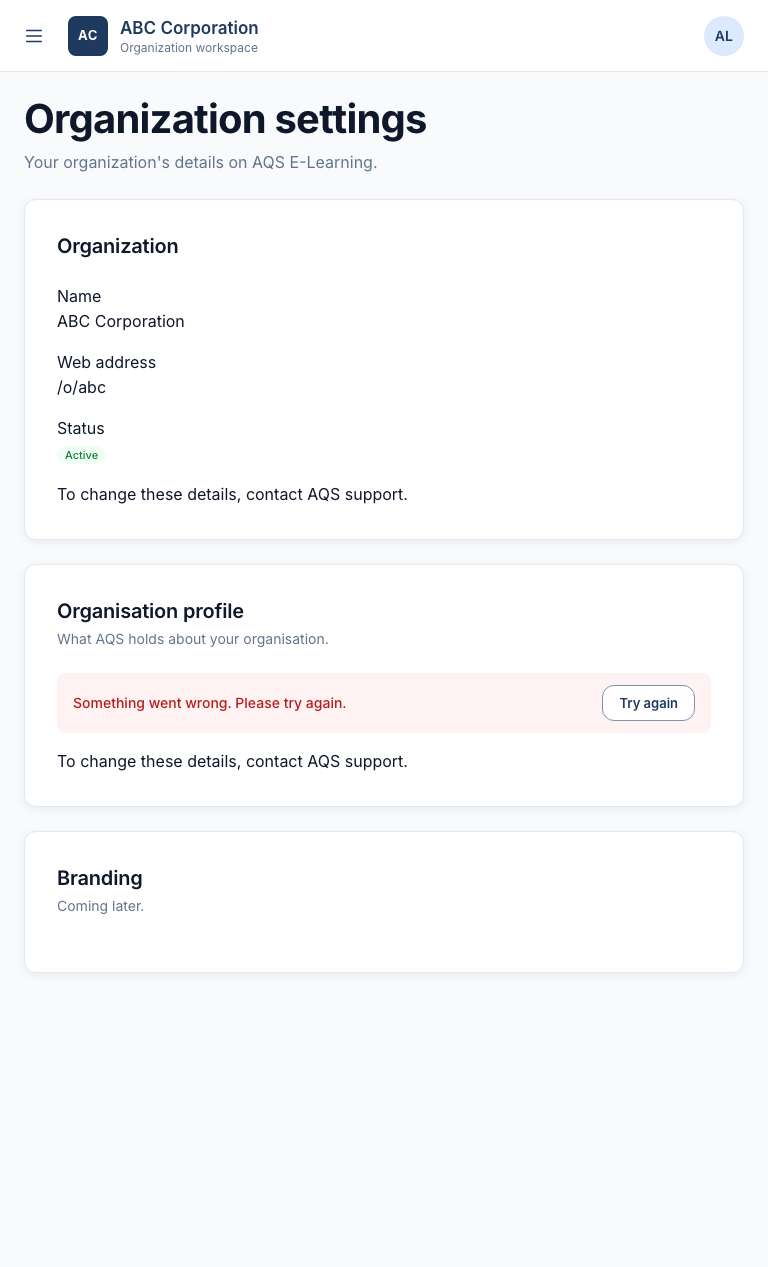 AC
ABC Corporation
Organization workspace
AL
Organization settings
Your organization's details on AQS E-Learning.
Organization
Name
ABC Corporation
Web address
/o/abc
Status
Active
To change these details, contact AQS support.
Organisation profile
What AQS holds about your organisation.
Something went wrong. Please try again.
Try again
To change these details, contact AQS support.
Branding
Coming later.